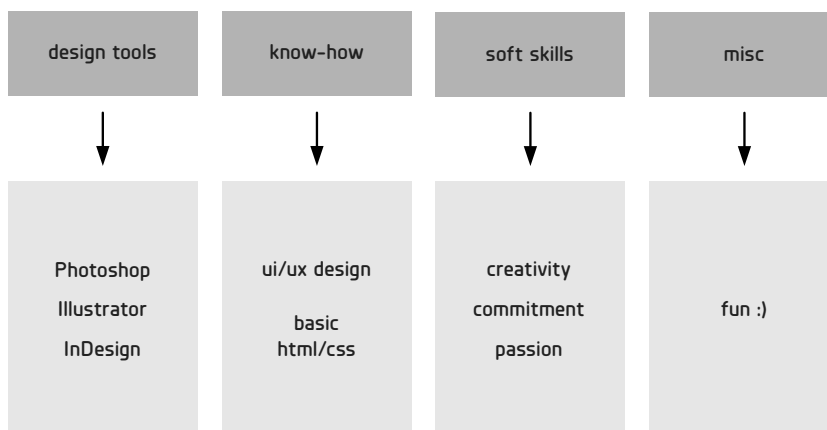 design tools
know-how
soft skills
misc
Photoshop
Illustrator
InDesign
ui/ux design
basic
html/css
creativity
commitment
passion
fun :)